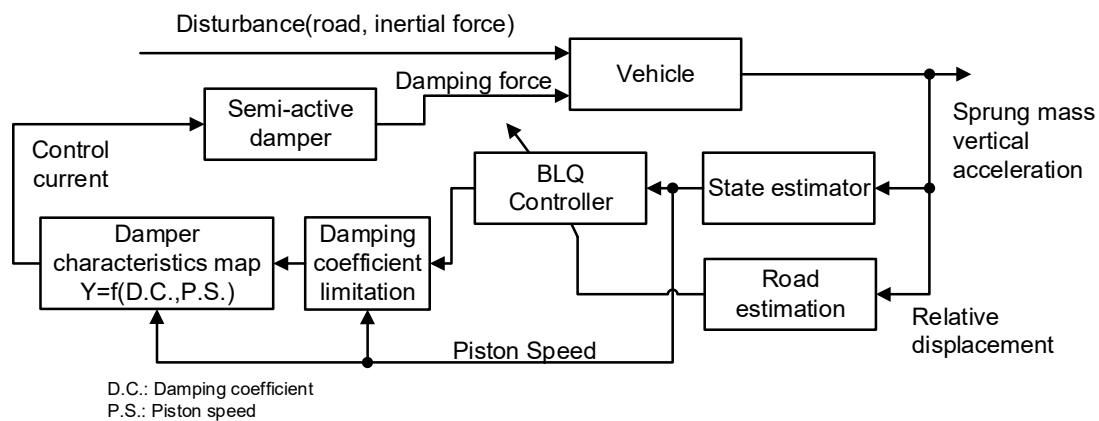 Disturbance(road, inertial force)
Vehicle
Damping force
Semi-active
damper
Sprung mass
vertical
acceleration
Control
current
BLQ
Controller
State estimator
Damper
characteristics map
Y=f(D.C.,P.S.)
Damping
coefficient
limitation
Road
estimation
Relative
displacement
Piston Speed
D.C.: Damping coefficient
P.S.: Piston speed